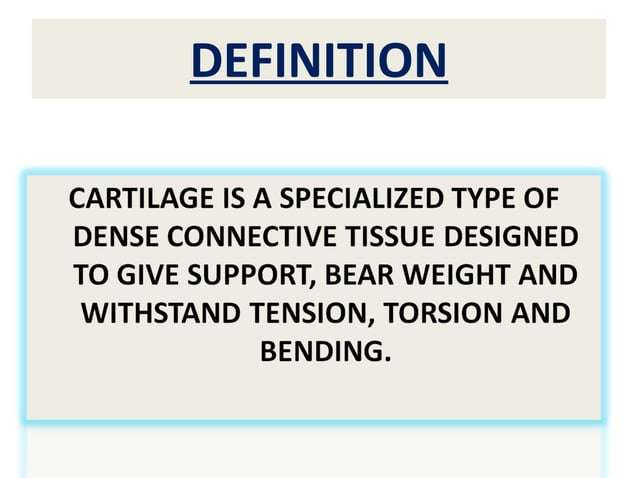 DEFINITION
CARTILAGE IS A SPECIALIZED TYPE OF
DENSE CONNECTIVE TISSUE DESIGNED
TO GIVE SUPPORT, BEAR WEIGHT AND
WITHSTAND TENSION, TORSION AND
BENDING.